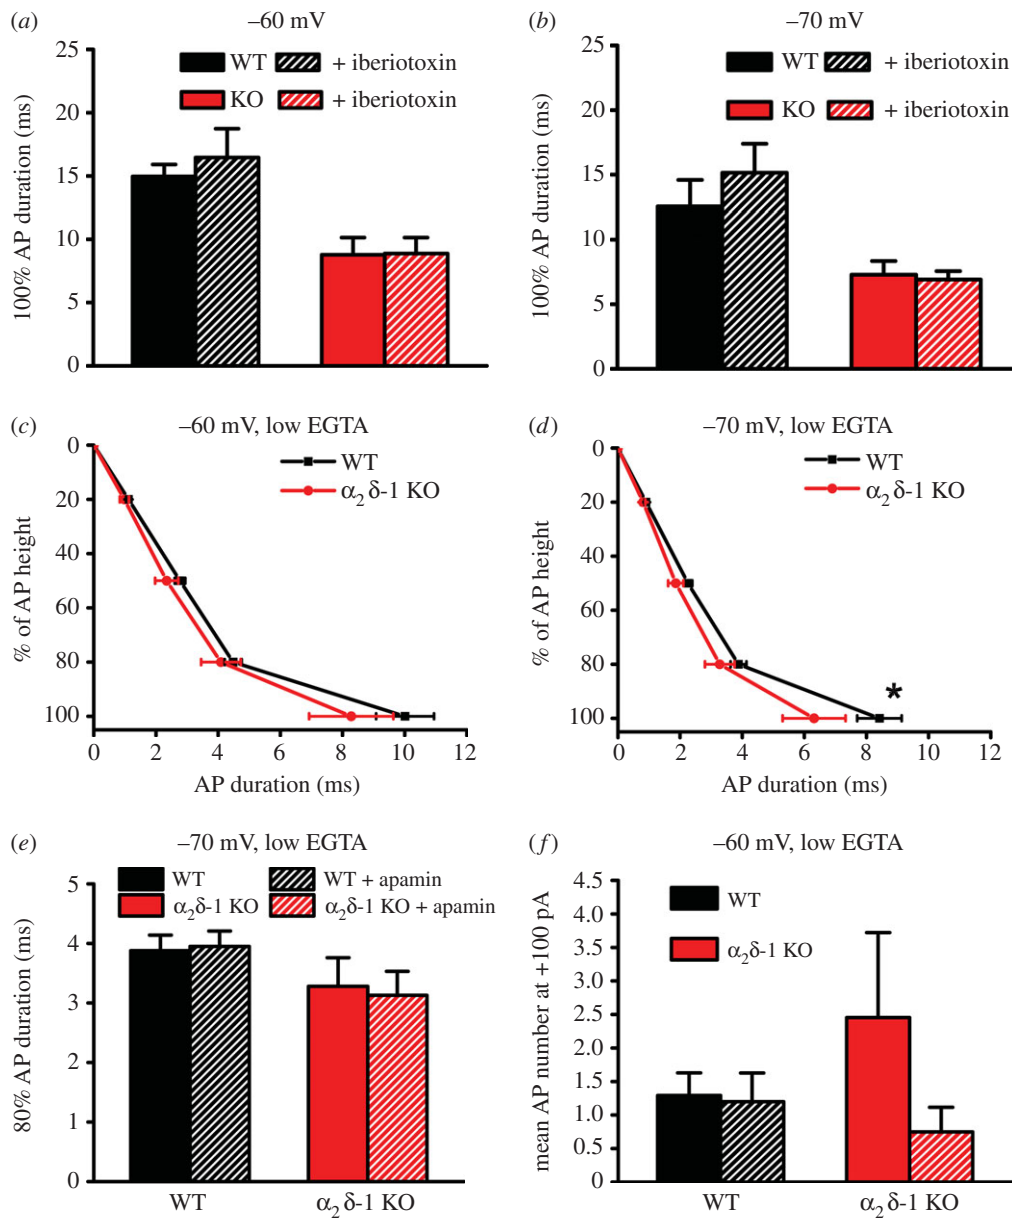 (a) –60 mV
25
20
15
10
5
0
100% AP duration (ms)
WT + iberiotoxin
KO + iberiotoxin
(b) –70 mV
25
20
15
10
5
0
100% AP duration (ms)
WT + iberiotoxin
KO + iberiotoxin
(c) –60 mV, low EGTA
0
20
40
60
80
100
% of AP height
WT
α2δ-1 KO
0 2 4 6 8 10 12
AP duration (ms)
(d) –70 mV, low EGTA
0
20
40
60
80
100
% of AP height
WT
α2δ-1 KO
*
0 2 4 6 8 10 12
AP duration (ms)
(e) –70 mV, low EGTA
5
4
3
2
1
0
80% AP duration (ms)
WT WT + apamin
α2δ-1 KO α2δ-1 KO + apamin
WT α2δ-1 KO
(f) –60 mV, low EGTA
4.5
4.0
3.5
3.0
2.5
2.0
1.5
1.0
0.5
0
mean AP number at +100 pA
WT
α2δ-1 KO
WT α2δ-1 KO